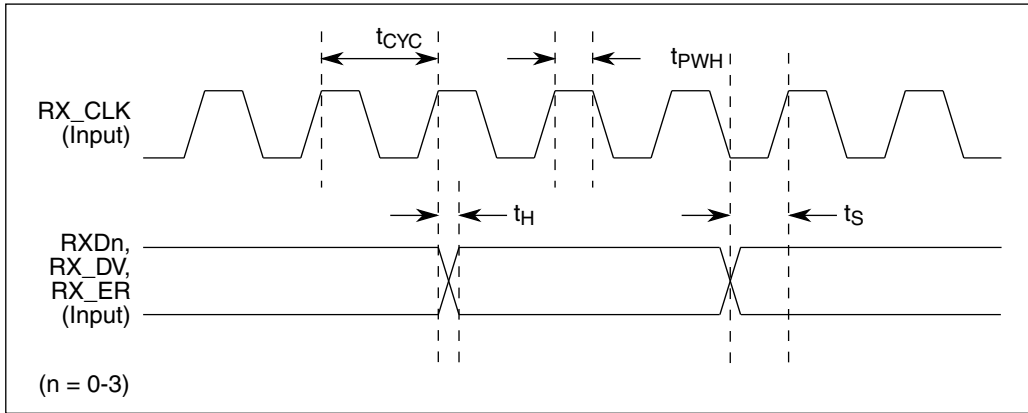 tCYC
tPWH
RX_CLK
(Input)
tH
tS
RXDn,
RX_DV,
RX_ER
(Input)
(n = 0-3)